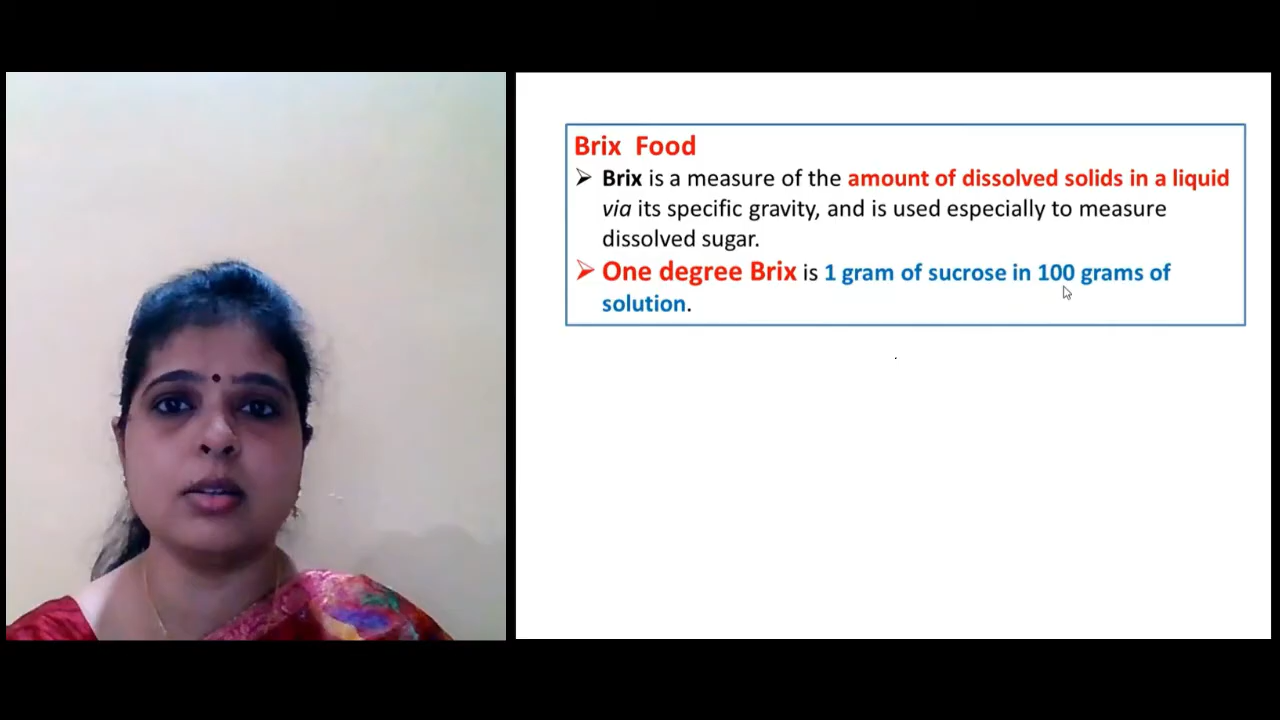 Brix Food
➢ Brix is a measure of the amount of dissolved solids in a liquid
via its specific gravity, and is used especially to measure
dissolved sugar.
➢ One degree Brix is 1 gram of sucrose in 100 grams of
solution.